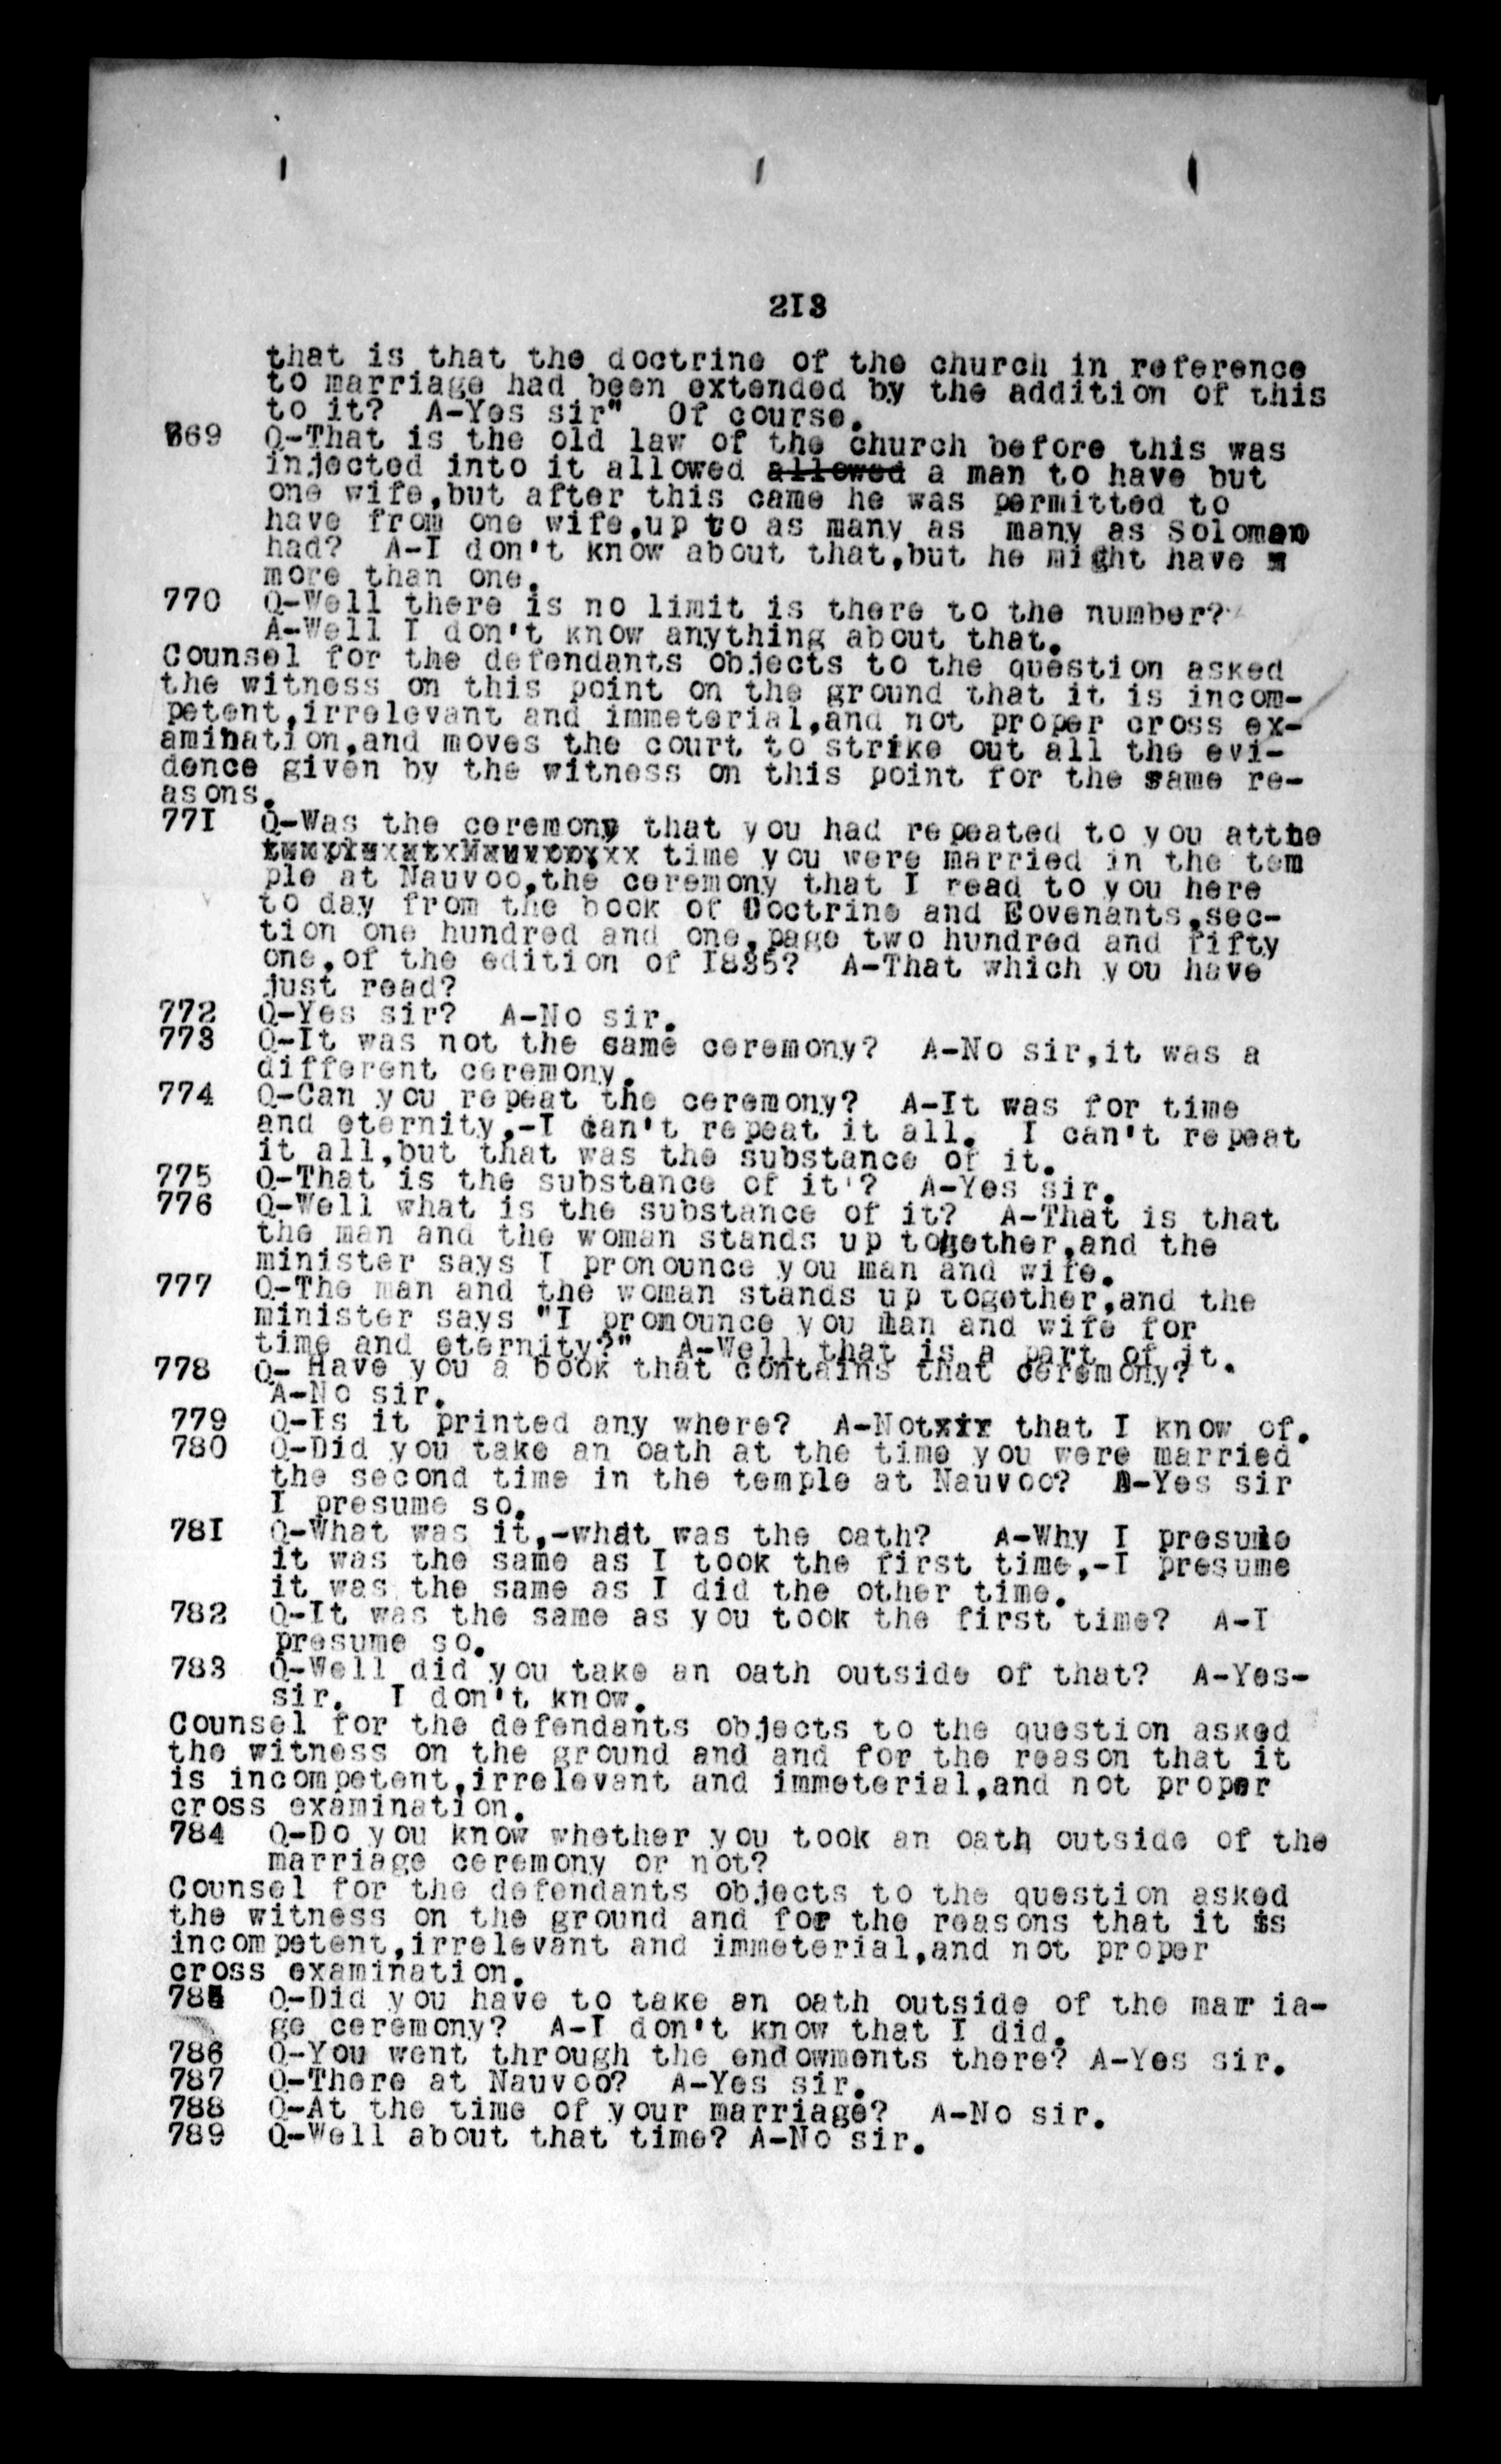 213
that is that the doctrine of the church in reference
to marriage had been extended by the addition of this
to it?  A-Yes sir"  Of course.
769  Q-That is the old law of the church before this was
injected into it allowed allowed a man to have but
one wife,but after this came he was permitted to
have from one wife,up to as many as  many as Solomon
had?  A-I don't know about that,but he might have
more than one.
770  Q-Well there is no limit is there to the number?
A-Well I don't know anything about that.
Counsel for the defendants objects to the question asked
the witness on this point on the ground that it is incom-
petent,irrelevant and immeterial,and not proper cross ex-
amination,and moves the court to strike out all the evi-
dence given by the witness on this point for the same re-
asons.
771  Q-Was the ceremony that you had repeated to you atthe
time you were married in the tem
ple at Nauvoo,the ceremony that I read to you here
to day from the book of Doctrine and Covenants,sec-
tion one hundred and one,page two hundred and fifty
one,of the edition of 1835?  A-That which you have
just read?
772  Q-Yes sir?  A-No sir.
773  Q-It was not the same ceremony?  A-No sir,it was a
different ceremony.
774  Q-Can you repeat the ceremony?  A-It was for time
and eternity,-I can't repeat it all.  I can't repeat
it all,but that was the substance of it.
775  Q-That is the substance of it'?  A-Yes sir.
776  Q-Well what is the substance of it?  A-That is that
the man and the woman stands up together,and the
minister says I pronounce you man and wife.
777  Q-The man and the woman stands up together,and the
minister says "I pronounce you man and wife for
time and eternity?"  A-Well that is a part of it.
778  Q- Have you a book that contains that ceremony?
A-No sir.
779  Q-Is it printed any where?  A-Notxir that I know of.
780  Q-Did you take an oath at the time you were married
the second time in the temple at Nauvoo?  A-Yes sir
I presume so.
781  Q-What was it,-what was the oath?   A-Why I presume
it was the same as I took the first time,-I presume
it was the same as I did the other time.
782  Q-It was the same as you took the first time?  A-I
presume so.
783  Q-Well did you take an oath outside of that?  A-Yes-
sir.  I don't know.
Counsel for the defendants objects to the question asked
the witness on the ground and and for the reason that it
is incompetent,irrelevant and immeterial,and not proper
cross examination.
784  Q-Do you know whether you took an oath outside of the
marriage ceremony or not?
Counsel for the defendants objects to the question asked
the witness on the ground and for the reasons that it is
incompetent,irrelevant and immeterial,and not proper
cross examination.
785  Q-Did you have to take an oath outside of the marria-
ge ceremony?  A-I don't know that I did.
786  Q-You went through the endowments there? A-Yes sir.
787  Q-There at Nauvoo?  A-Yes sir.
788  Q-At the time of your marriage?  A-No sir.
789  Q-Well about that time? A-No sir.